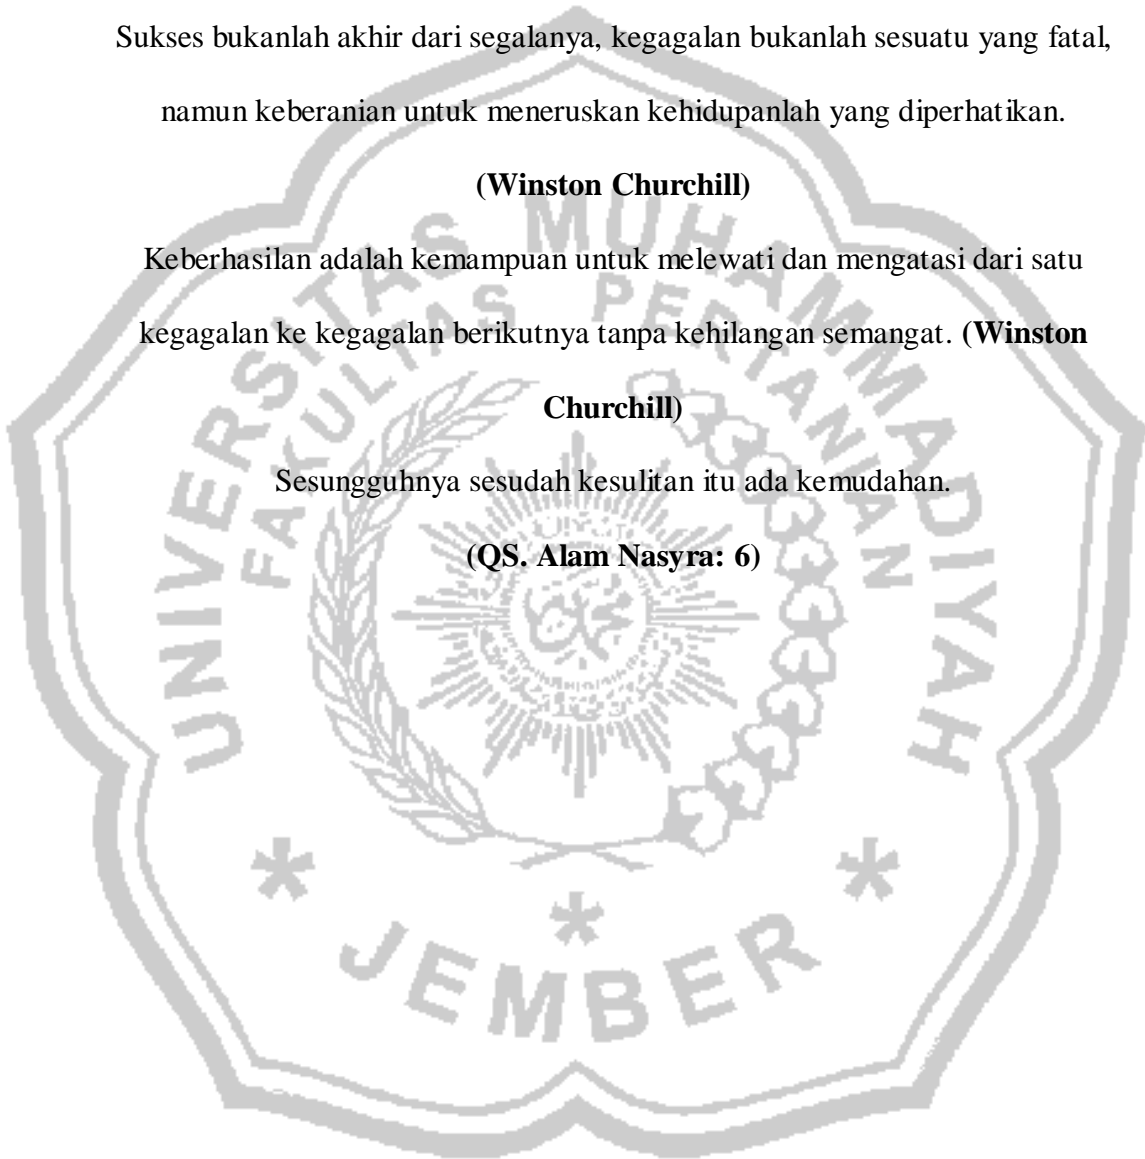 Sukses bukanlah akhir dari segalanya, kegagalan bukanlah sesuatu yang fatal,
namun keberanian untuk meneruskan kehidupanlah yang diperhatikan.
(Winston Churchill)
Keberhasilan adalah kemampuan untuk melewati dan mengatasi dari satu
kegagalan ke kegagalan berikutnya tanpa kehilangan semangat. (Winston
Churchill)
Sesungguhnya sesudah kesulitan itu ada kemudahan.
(QS. Alam Nasyra: 6)
UNIVERSITAS MUHAMMADIYAH
FAKULITAS PERTANIAN
* JEMBER *